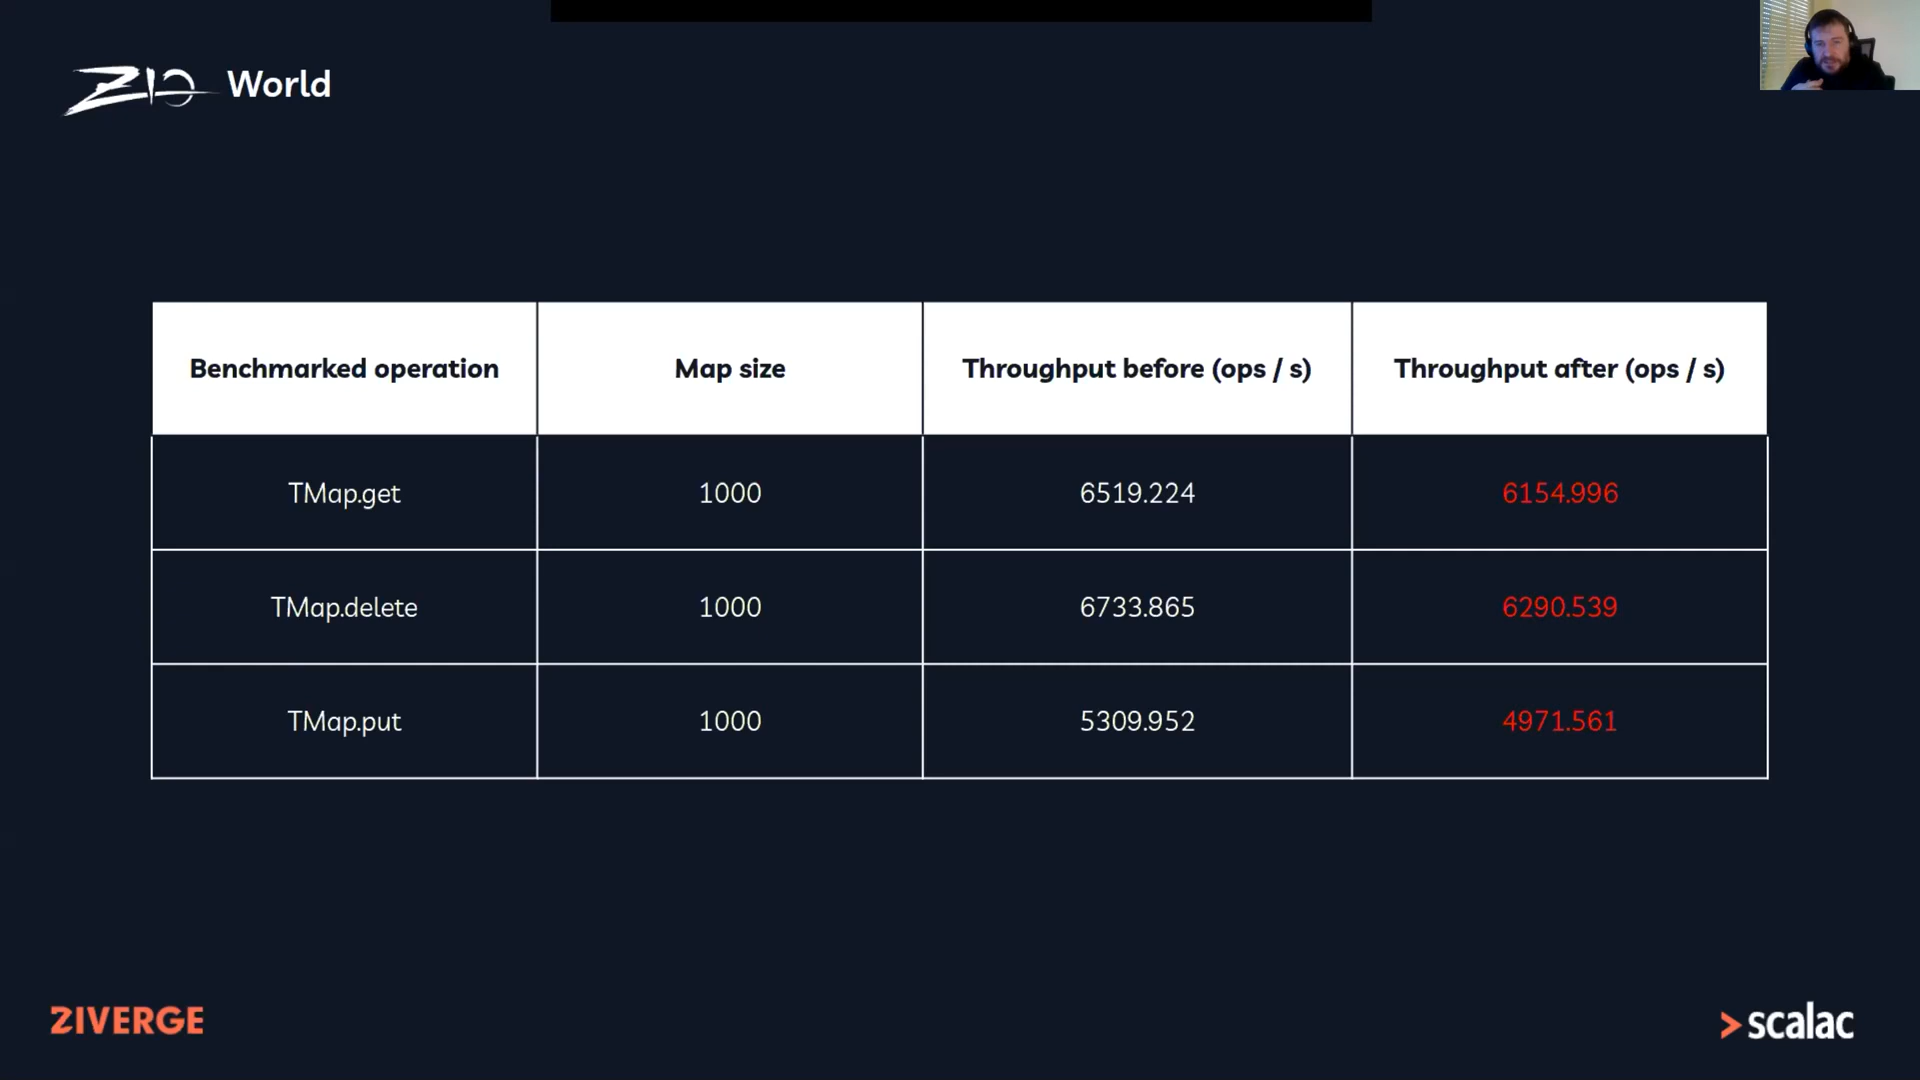 ZIO World
Benchmarked operation Map size Throughput before (ops / s) Throughput after (ops / s)
TMap.get 1000 6519.224 6154.996
TMap.delete 1000 6733.865 6290.539
TMap.put 1000 5309.952 4971.561
ZIVERGE
scalac